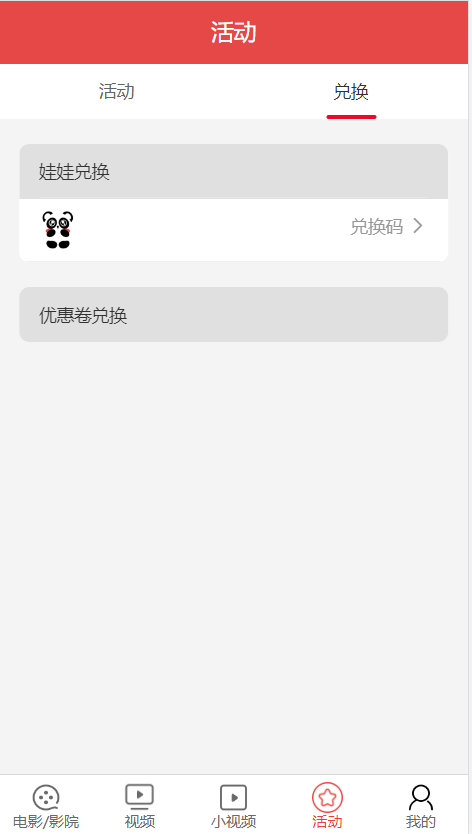 活动
活动 兑换
娃娃兑换
兑换码
优惠卷兑换
电影/影院 视频 小视频 活动 我的